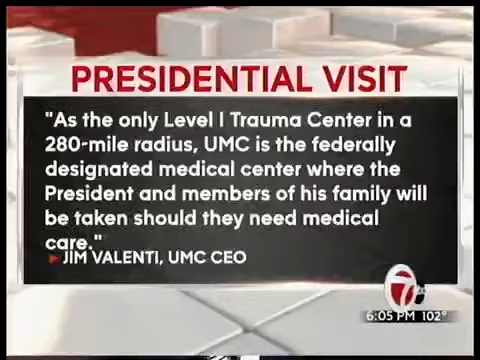 PRESIDENTIAL VISIT
"As the only Level I Trauma Center in a
280-mile radius, UMC is the federally
designated medical center where the
President and members of his family will
be taken should they need medical
care."
JIM VALENTI, UMC CEO
7
6:05 PM 102°